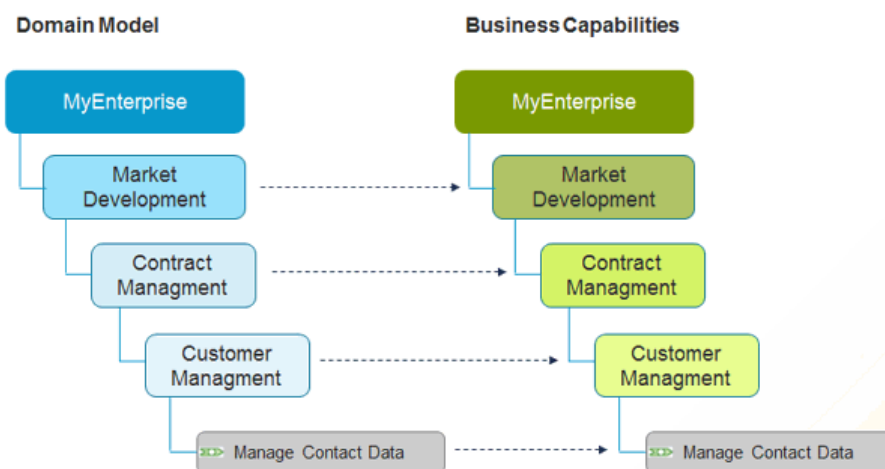 Domain Model
Business Capabilities
MyEnterprise
MyEnterprise
Market
Development
Market
Development
Contract
Managment
Contract
Managment
Customer
Managment
Customer
Managment
Manage Contact Data
Manage Contact Data